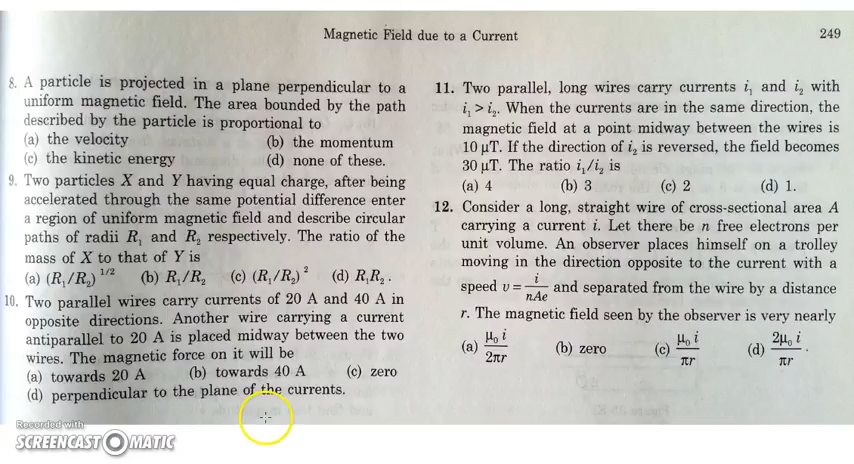 Magnetic Field due to a Current 249
8. A particle is projected in a plane perpendicular to a
uniform magnetic field. The area bounded by the path
described by the particle is proportional to
(a) the velocity (b) the momentum
(c) the kinetic energy (d) none of these.
9. Two particles X and Y having equal charge, after being
accelerated through the same potential difference enter
a region of uniform magnetic field and describe circular
paths of radii R₁ and R₂ respectively. The ratio of the
mass of X to that of Y is
(a) (R₁/R₂)^1/2 (b) R₁/R₂ (c) (R₁/R₂)² (d) R₁R₂.
10. Two parallel wires carry currents of 20 A and 40 A in
opposite directions. Another wire carrying a current
antiparallel to 20 A is placed midway between the two
wires. The magnetic force on it will be
(a) towards 20 A (b) towards 40 A (c) zero
(d) perpendicular to the plane of the currents.
11. Two parallel, long wires carry currents i₁ and i₂ with
i₁ > i₂. When the currents are in the same direction, the
magnetic field at a point midway between the wires is
10 μT. If the direction of i₂ is reversed, the field becomes
30 μT. The ratio i₁/i₂ is
(a) 4 (b) 3 (c) 2 (d) 1.
12. Consider a long, straight wire of cross-sectional area A
carrying a current i. Let there be n free electrons per
unit volume. An observer places himself on a trolley
moving in the direction opposite to the current with a
speed v = i/nAe and separated from the wire by a distance
r. The magnetic field seen by the observer is very nearly
(a) μ₀ i/2πr (b) zero (c) μ₀ i/πr (d) 2μ₀ i/πr.
Recorded with
SCREENCAST-O-MATIC